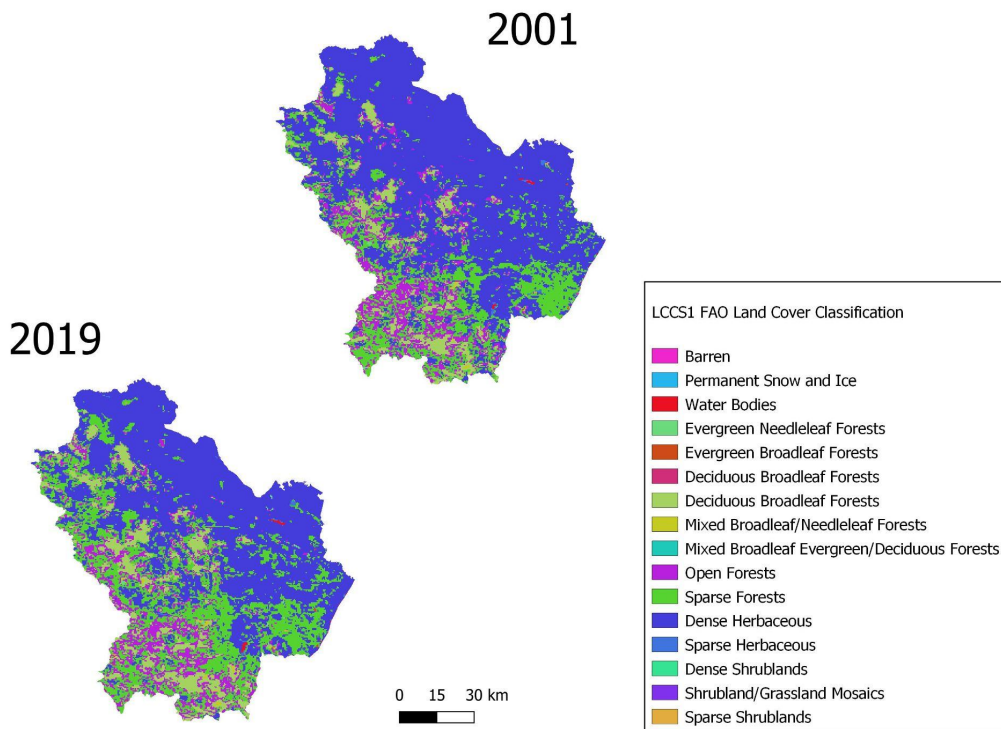 2001
2019
LCCS1 FAO Land Cover Classification
Barren
Permanent Snow and Ice
Water Bodies
Evergreen Needleleaf Forests
Evergreen Broadleaf Forests
Deciduous Broadleaf Forests
Deciduous Broadleaf Forests
Mixed Broadleaf/Needleleaf Forests
Mixed Broadleaf Evergreen/Deciduous Forests
Open Forests
Sparse Forests
Dense Herbaceous
Sparse Herbaceous
Dense Shrublands
Shrubland/Grassland Mosaics
Sparse Shrublands
0 15 30 km